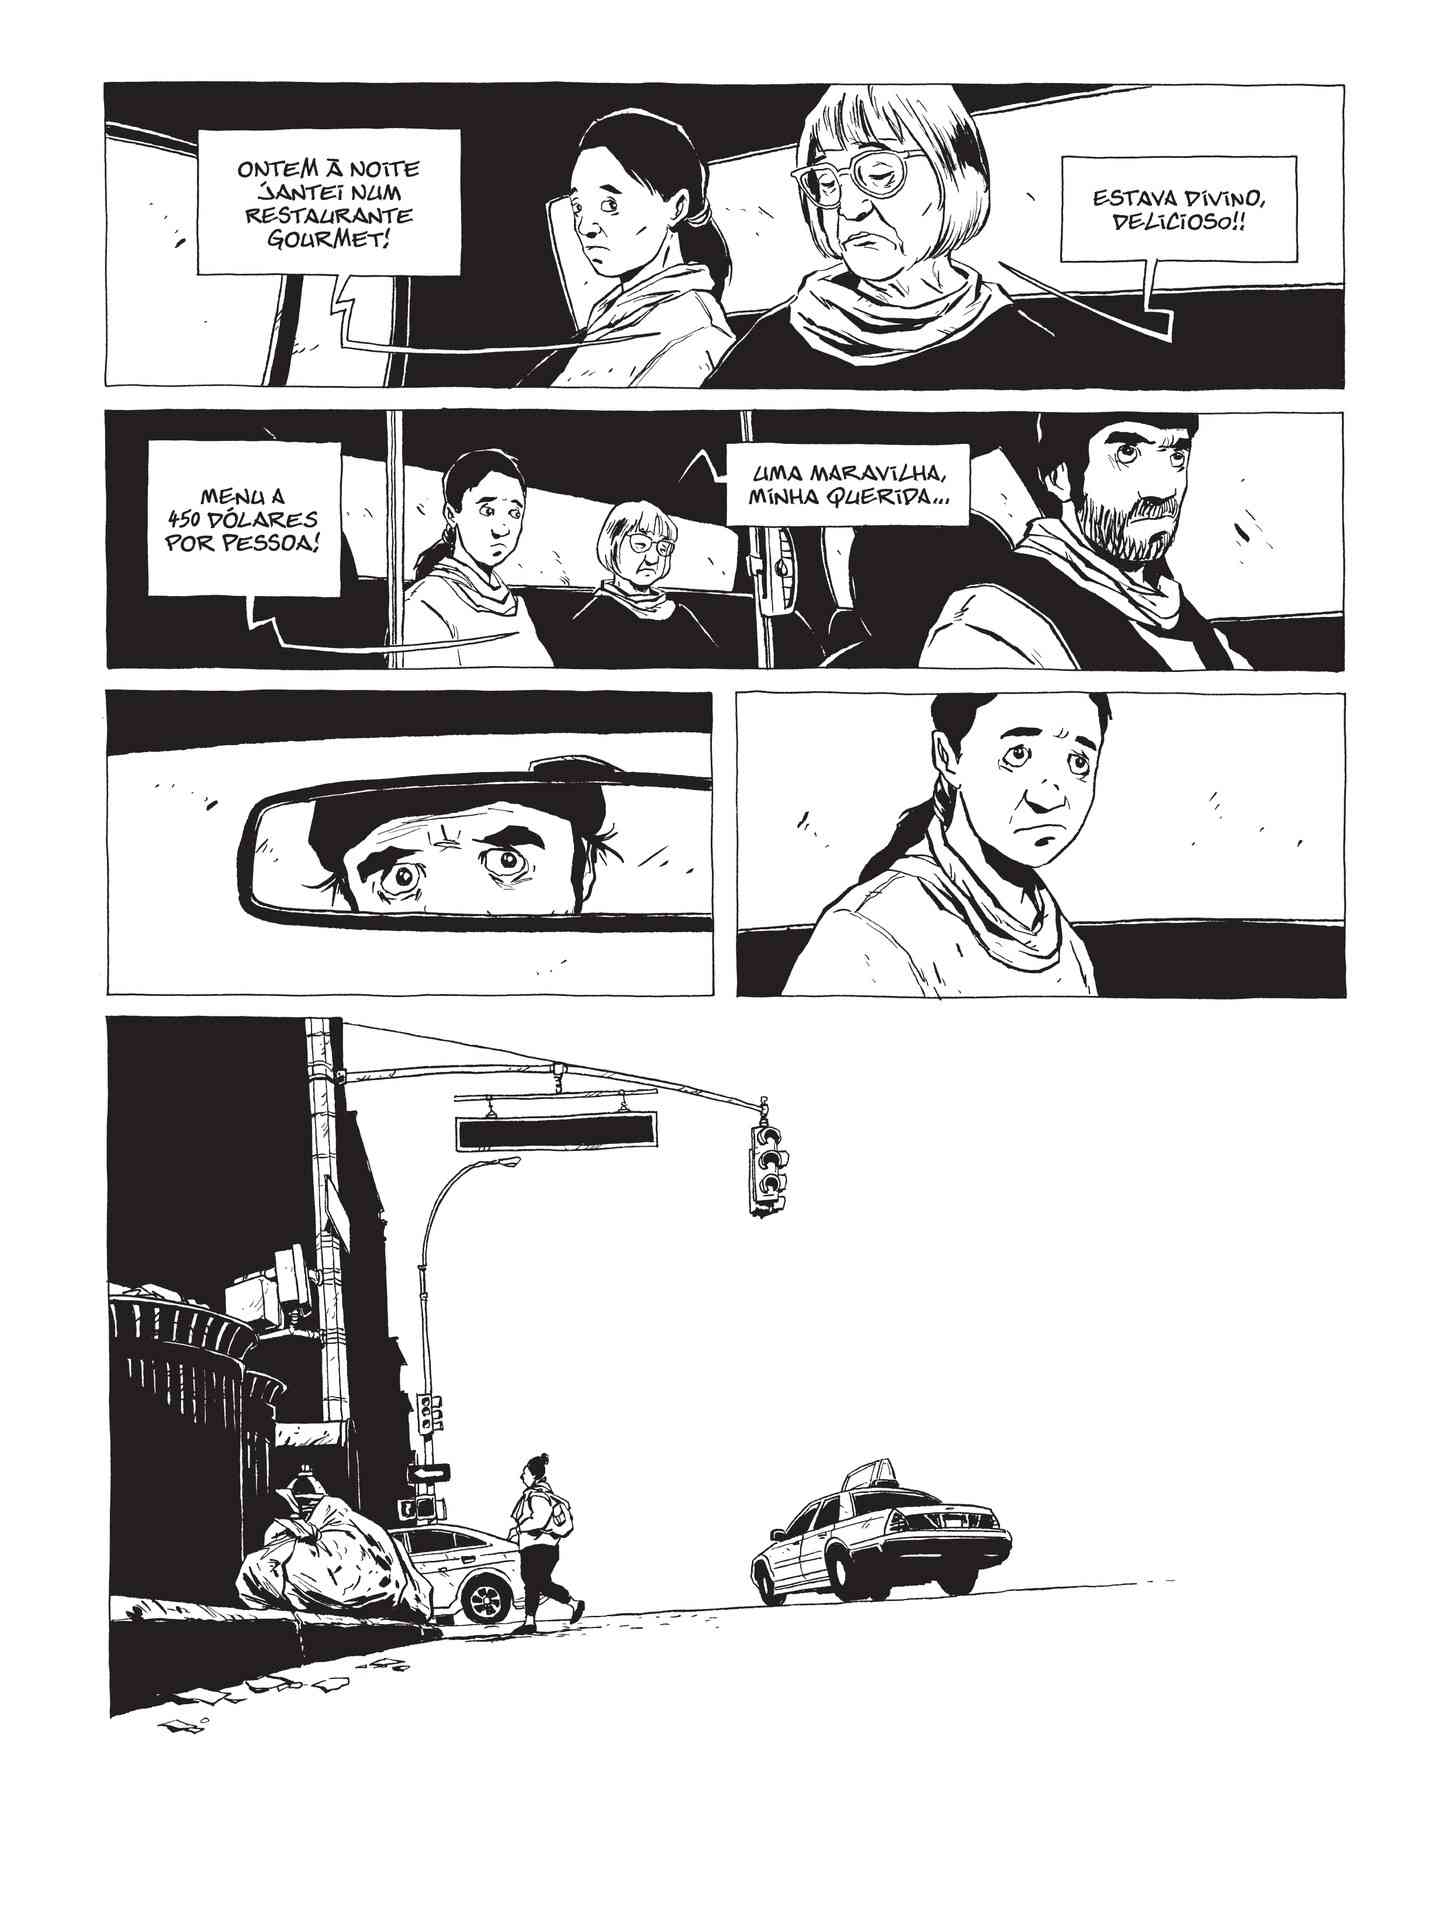 ONTEM À NOITE
JANTEI NUM
RESTAURANTE
GOURMET!
ESTAVA DIVINO,
DELICIOSO!!
MENU A
450 DÓLARES
POR PESSOA!
UMA MARAVILHA,
MINHA QUERIDA...